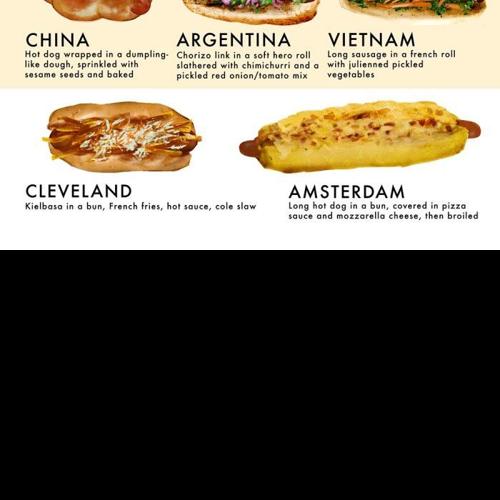 CHINA
Hot dog wrapped in a dumpling-
like dough, sprinkled with
sesame seeds and baked
ARGENTINA
Chorizo link in a soft hero roll
slathered with chimichurri and a
pickled red onion/tomato mix
VIETNAM
Long sausage in a french roll
with julienned pickled
vegetables
CLEVELAND
Kielbasa in a bun, French fries, hot sauce, cole slaw
AMSTERDAM
Long hot dog in a bun, covered in pizza
sauce and mozzarella cheese, then broiled